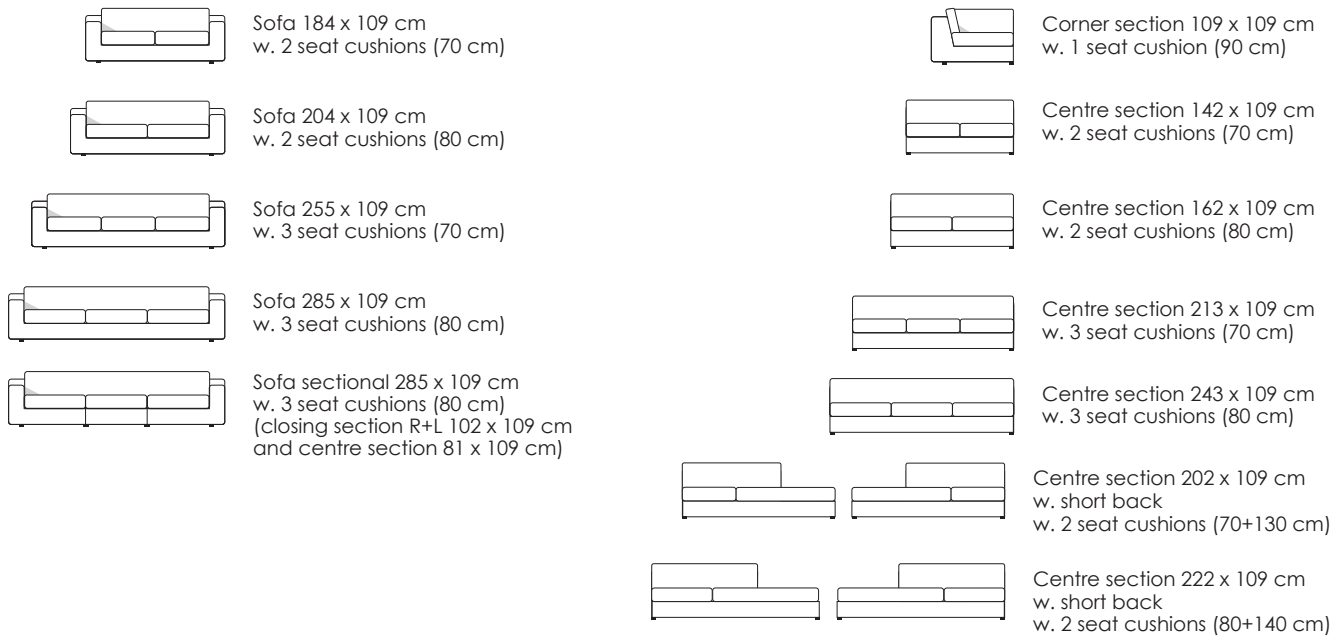 Sofa 184 x 109 cm
w. 2 seat cushions (70 cm)
Sofa 204 x 109 cm
w. 2 seat cushions (80 cm)
Sofa 255 x 109 cm
w. 3 seat cushions (70 cm)
Sofa 285 x 109 cm
w. 3 seat cushions (80 cm)
Sofa sectional 285 x 109 cm
w. 3 seat cushions (80 cm)
(closing section R+L 102 x 109 cm
and centre section 81 x 109 cm)
Corner section 109 x 109 cm
w. 1 seat cushion (90 cm)
Centre section 142 x 109 cm
w. 2 seat cushions (70 cm)
Centre section 162 x 109 cm
w. 2 seat cushions (80 cm)
Centre section 213 x 109 cm
w. 3 seat cushions (70 cm)
Centre section 243 x 109 cm
w. 3 seat cushions (80 cm)
Centre section 202 x 109 cm
w. short back
w. 2 seat cushions (70+130 cm)
Centre section 222 x 109 cm
w. short back
w. 2 seat cushions (80+140 cm)